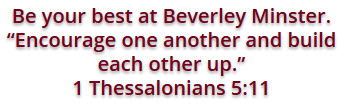 Be your best at Beverley Minster.
“Encourage one another and build
each other up.”
1 Thessalonians 5:11